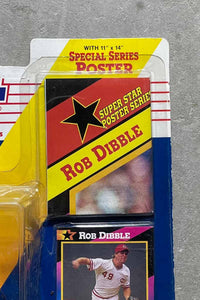 WITH 11" x 14"
SPECIAL SERIES
POSTER
SUPER STAR
POSTER SERIES
ROB DIBBLE
ROB DIBBLE
49